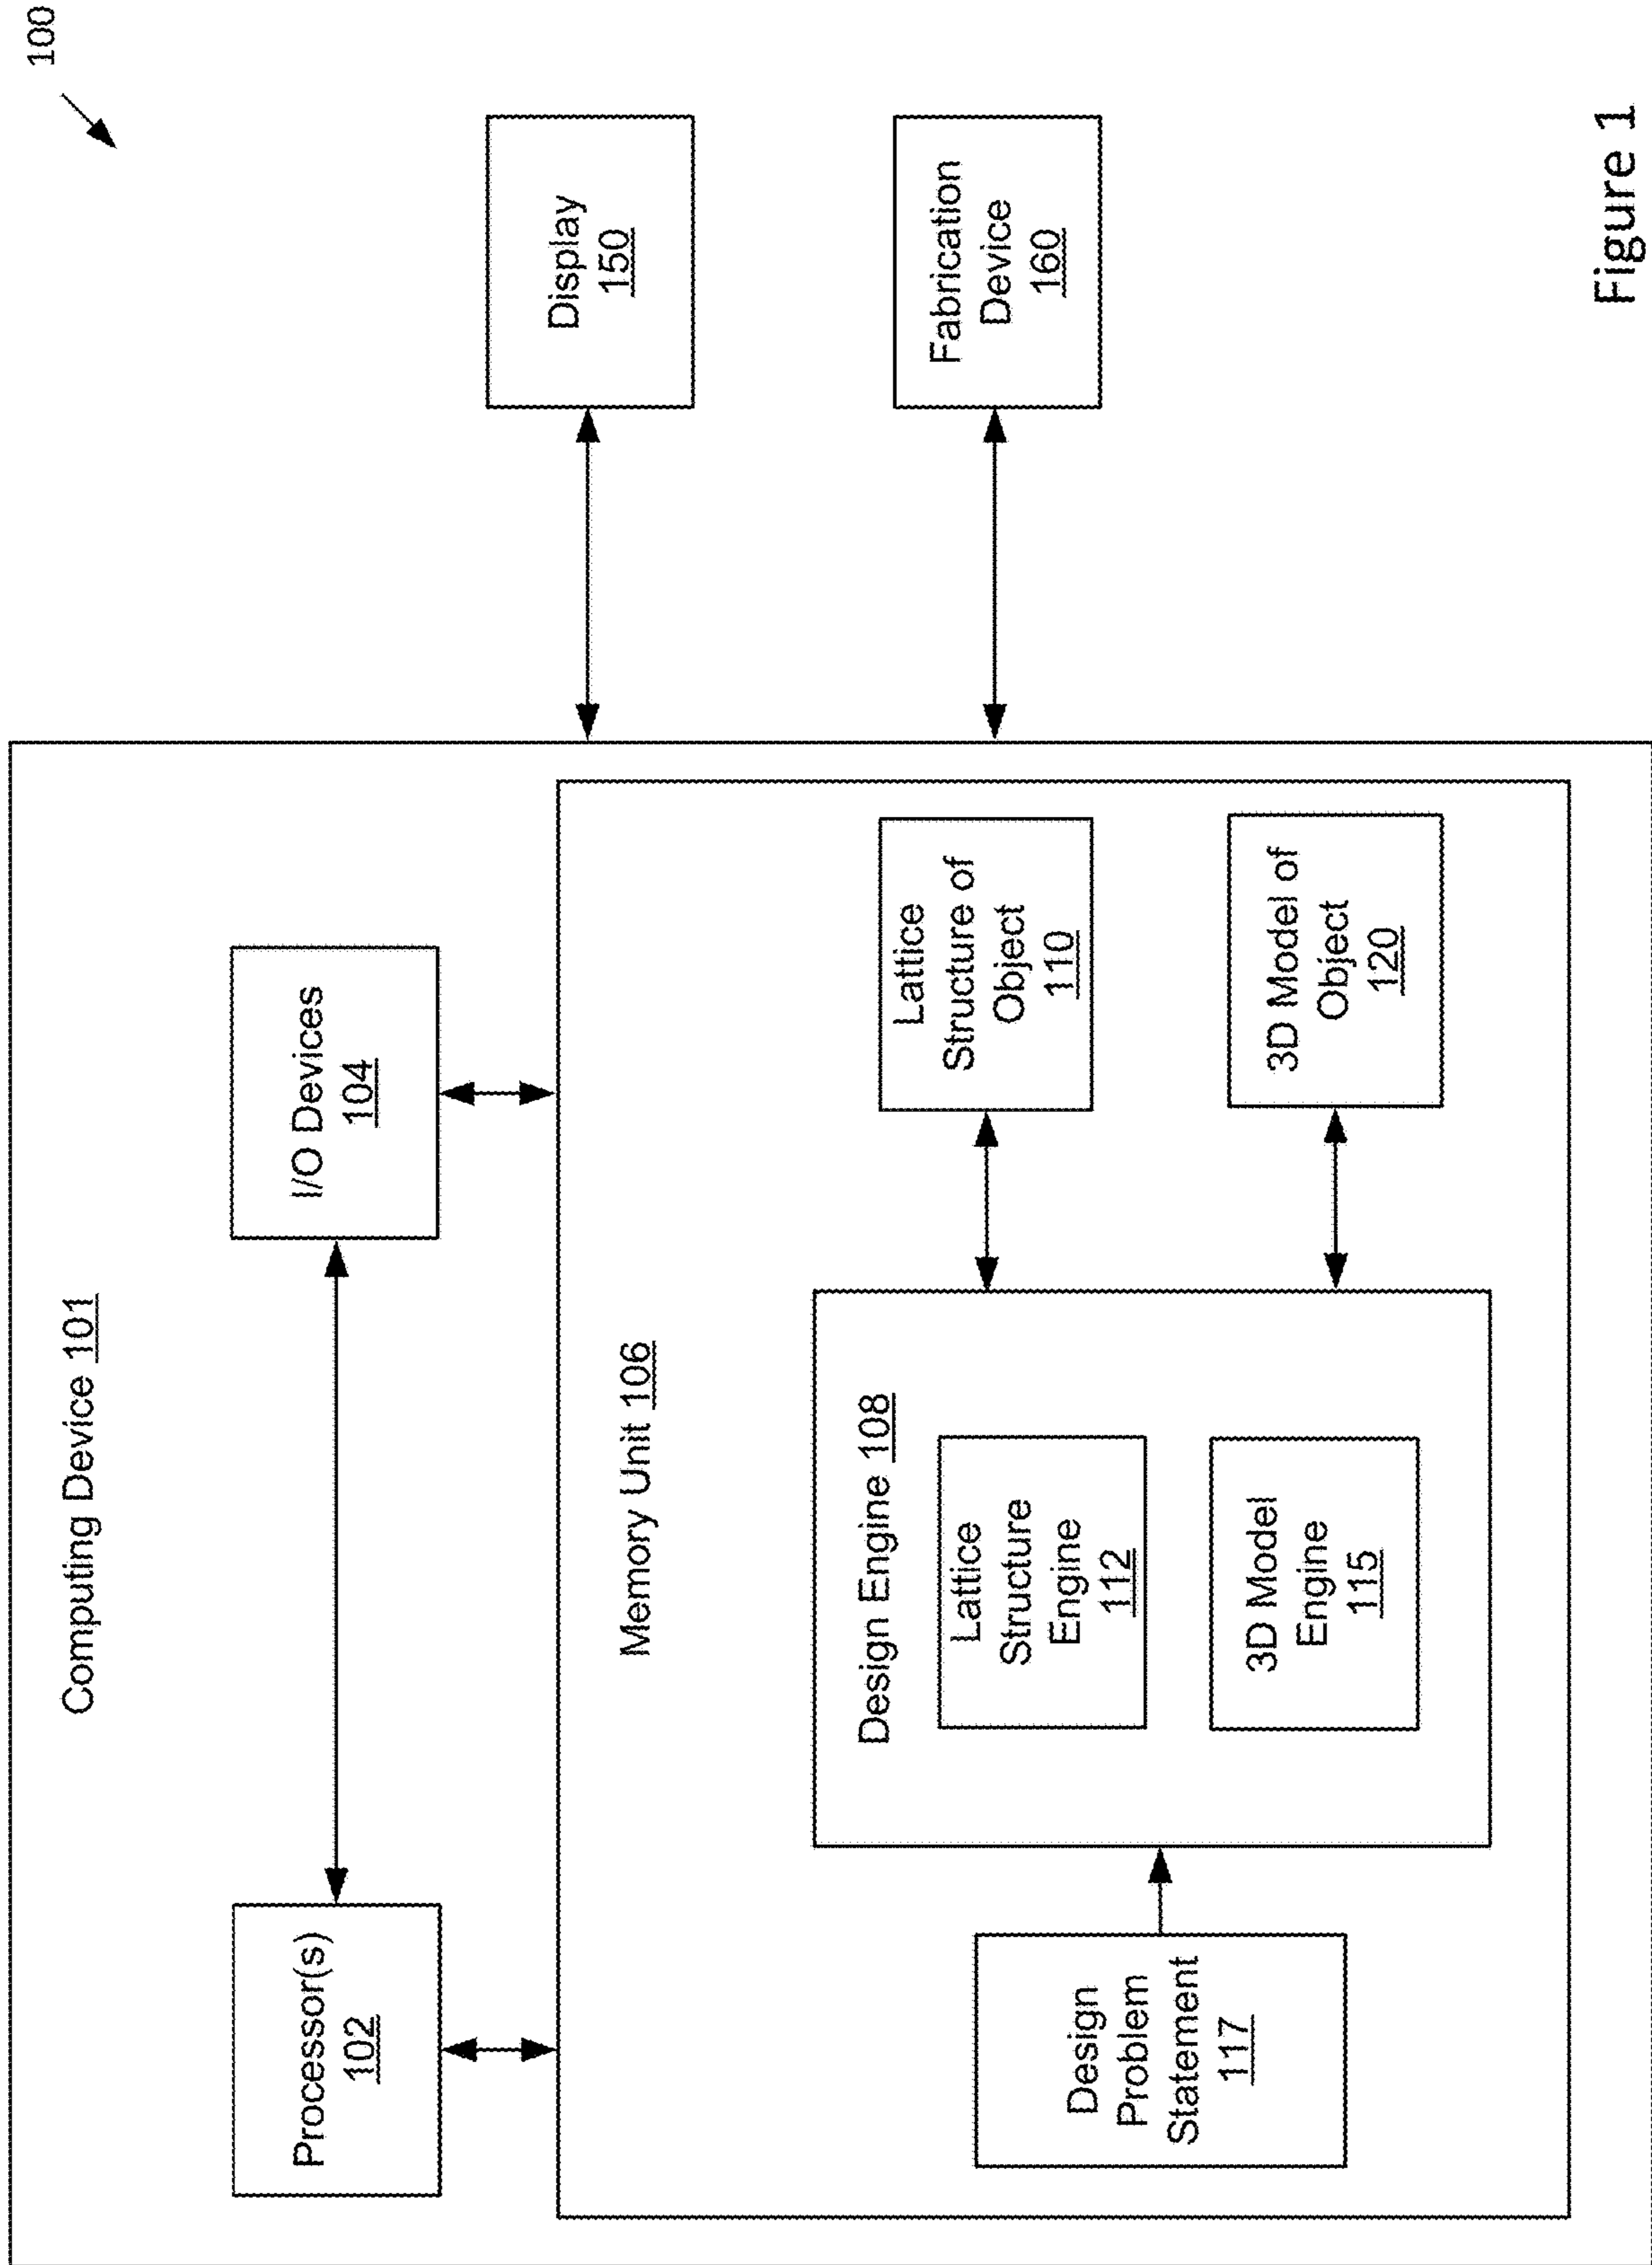 100
Computing Device 101
Processor(s)
102
I/O Devices
104
Display
150
Memory Unit 106
Design
Problem
Statement
117
Design Engine 108
Lattice
Structure
Engine
112
3D Model
Engine
115
Lattice
Structure of
Object
110
3D Model of
Object
120
Fabrication
Device
160
Figure 1